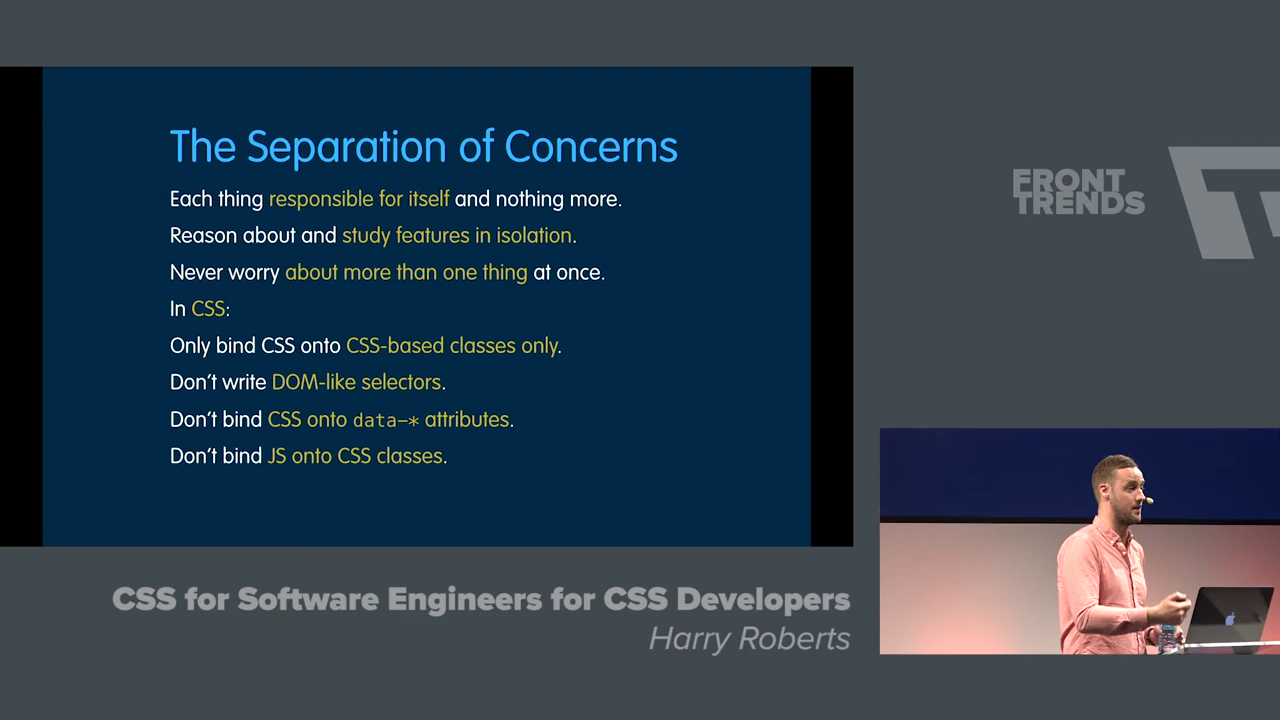 The Separation of Concerns
Each thing responsible for itself and nothing more.
Reason about and study features in isolation.
Never worry about more than one thing at once.
In CSS:
Only bind CSS onto CSS-based classes only.
Don't write DOM-like selectors.
Don't bind CSS onto data-* attributes.
Don't bind JS onto CSS classes.
FRONT
TRENDS
CSS for Software Engineers for CSS Developers
Harry Roberts